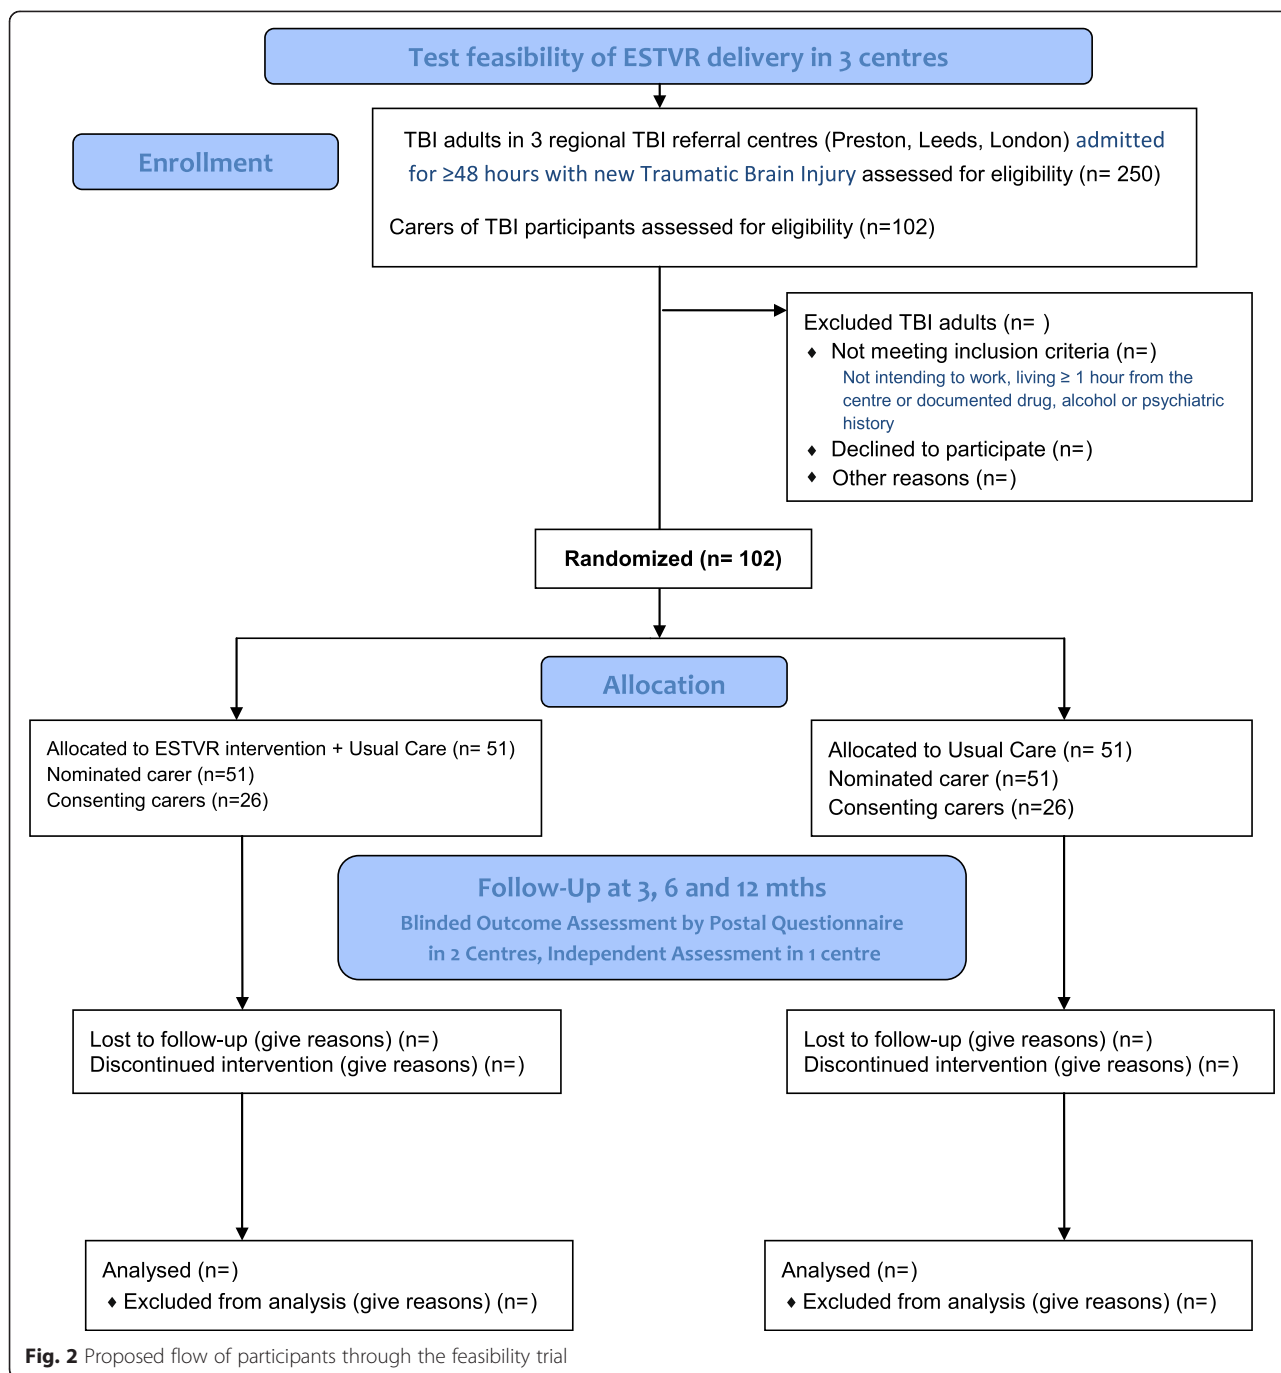 Test feasibility of ESTVR delivery in 3 centres
Enrollment
TBI adults in 3 regional TBI referral centres (Preston, Leeds, London) admitted
for ≥48 hours with new Traumatic Brain Injury assessed for eligibility (n= 250)
Carers of TBI participants assessed for eligibility (n=102)
Excluded TBI adults (n= )
♦ Not meeting inclusion criteria (n=)
Not intending to work, living ≥ 1 hour from the
centre or documented drug, alcohol or psychiatric
history
♦ Declined to participate (n=)
♦ Other reasons (n=)
Randomized (n= 102)
Allocation
Allocated to ESTVR intervention + Usual Care (n= 51)
Nominated carer (n=51)
Consenting carers (n=26)
Allocated to Usual Care (n= 51)
Nominated carer (n=51)
Consenting carers (n=26)
Follow-Up at 3, 6 and 12 mths
Blinded Outcome Assessment by Postal Questionnaire
in 2 Centres, Independent Assessment in 1 centre
Lost to follow-up (give reasons) (n=)
Discontinued intervention (give reasons) (n=)
Lost to follow-up (give reasons) (n=)
Discontinued intervention (give reasons) (n=)
Analysed (n=)
♦ Excluded from analysis (give reasons) (n=)
Analysed (n=)
♦ Excluded from analysis (give reasons) (n=)
Fig. 2 Proposed flow of participants through the feasibility trial